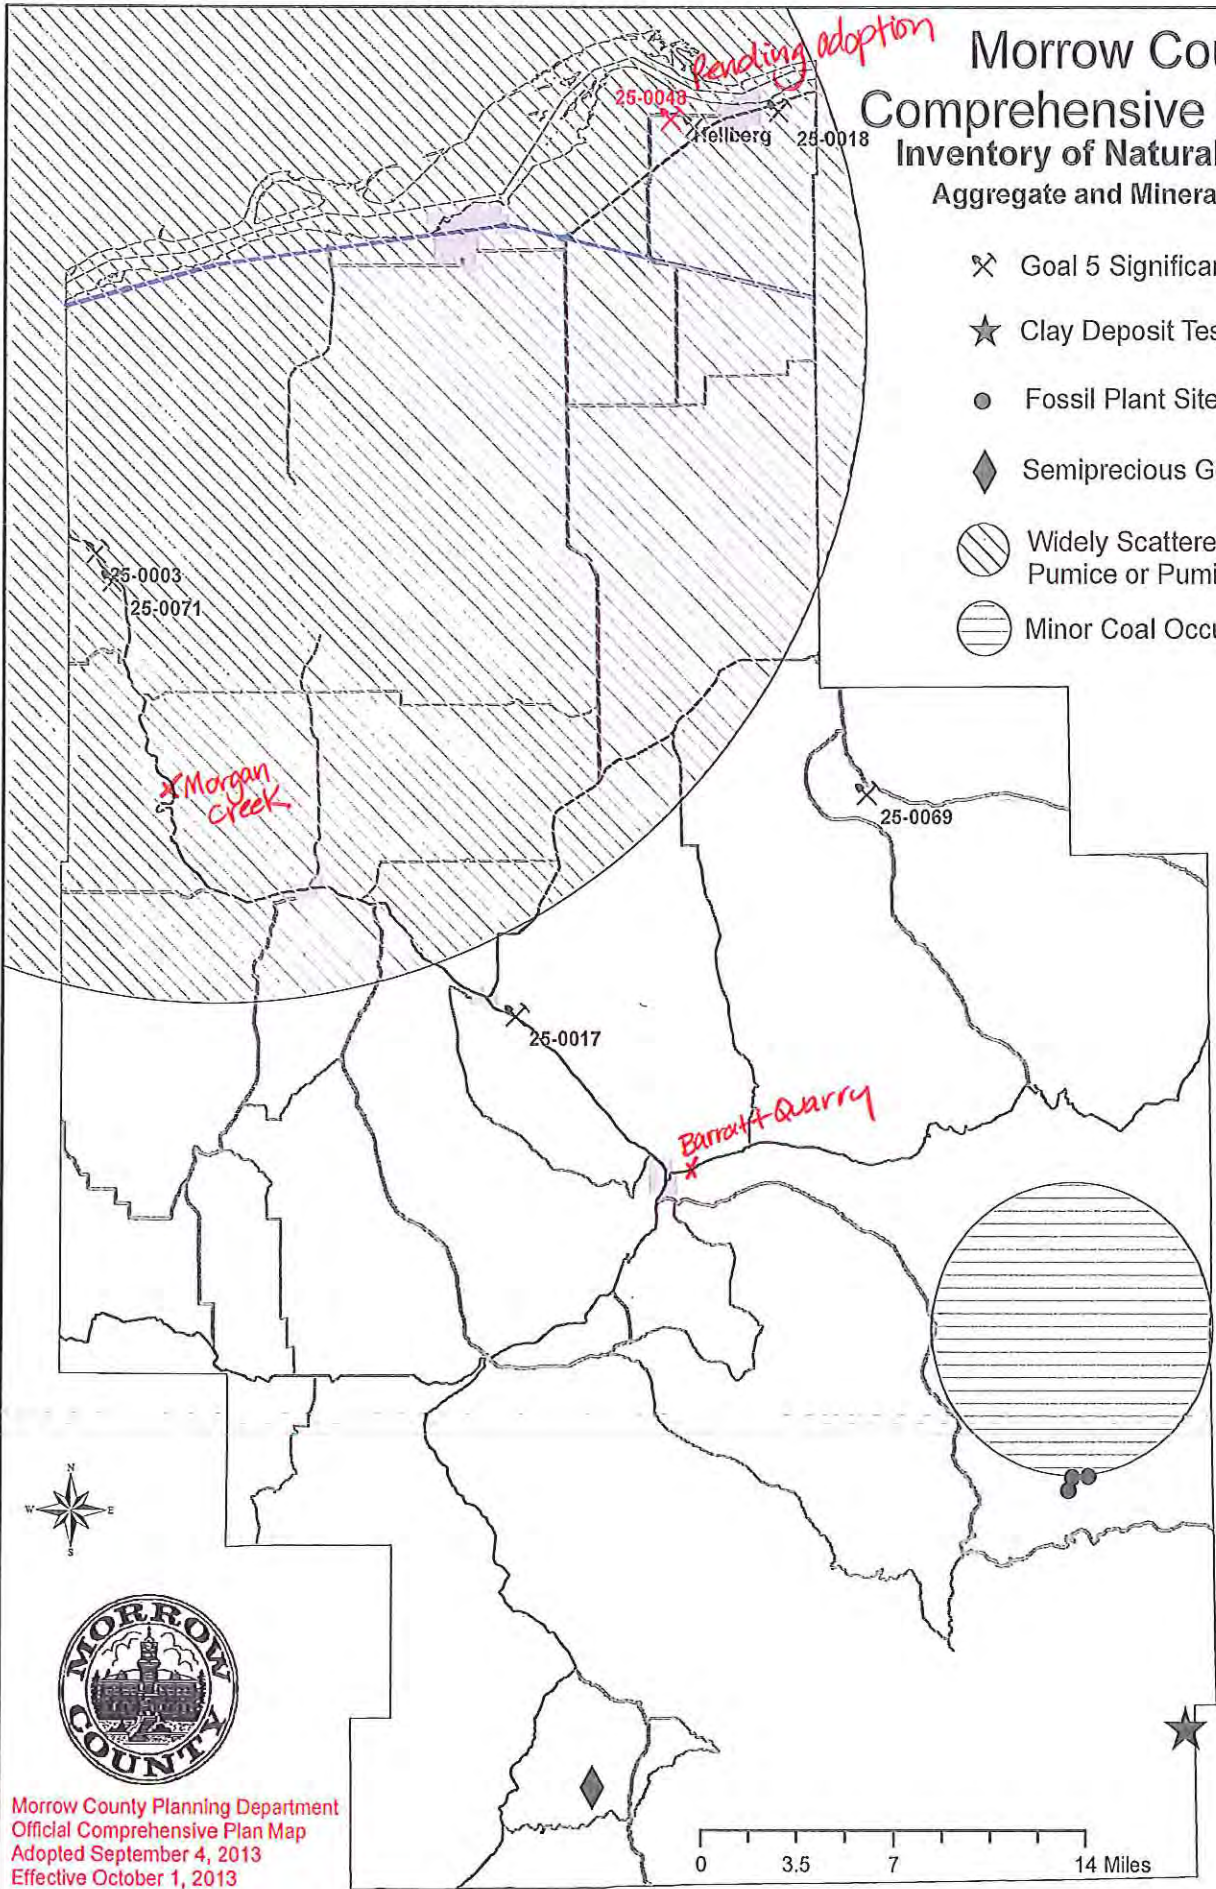 Pending adoption
Morrow Cou
Comprehensive
Inventory of Natural
Aggregate and Minera
25-0048
Hellberg
25-0018
Goal 5 Significa
Clay Deposit Tes
Fossil Plant Site
Semiprecious G
Widely Scattere
Pumice or Pumi
Minor Coal Occu
25-0003
25-0071
Morgan
Creek
25-0069
25-0017
Barratt Quarry
N
W E
S
MORROW
COUNTY
Morrow County Planning Department
Official Comprehensive Plan Map
Adopted September 4, 2013
Effective October 1, 2013
0 3.5 7 14 Miles